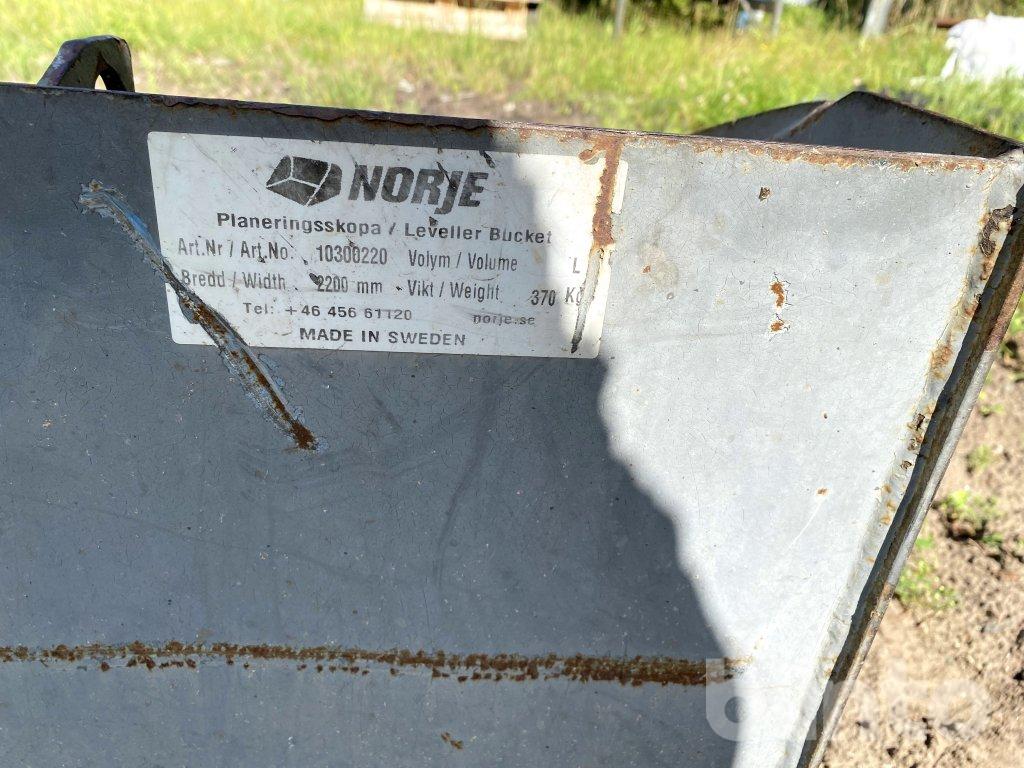 NORJE
Planeringsskopa / Leveller Bucket
Art.Nr / Art.No. 10300220 Volym / Volume L
Bredd / Width 2200 mm Vikt / Weight 370 Kg
Tel: +46 456 61120 norje.se
MADE IN SWEDEN